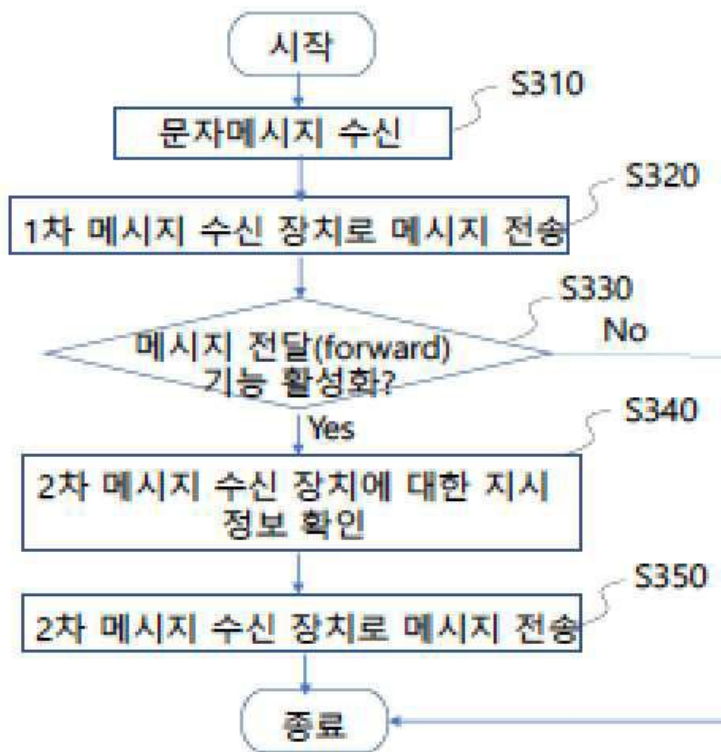 시작
S310
문자메시지 수신
S320
1차 메시지 수신 장치로 메시지 전송
S330
메시지 전달(forward)
기능 활성화?
No
Yes
S340
2차 메시지 수신 장치에 대한 지시
정보 확인
S350
2차 메시지 수신 장치로 메시지 전송
종료